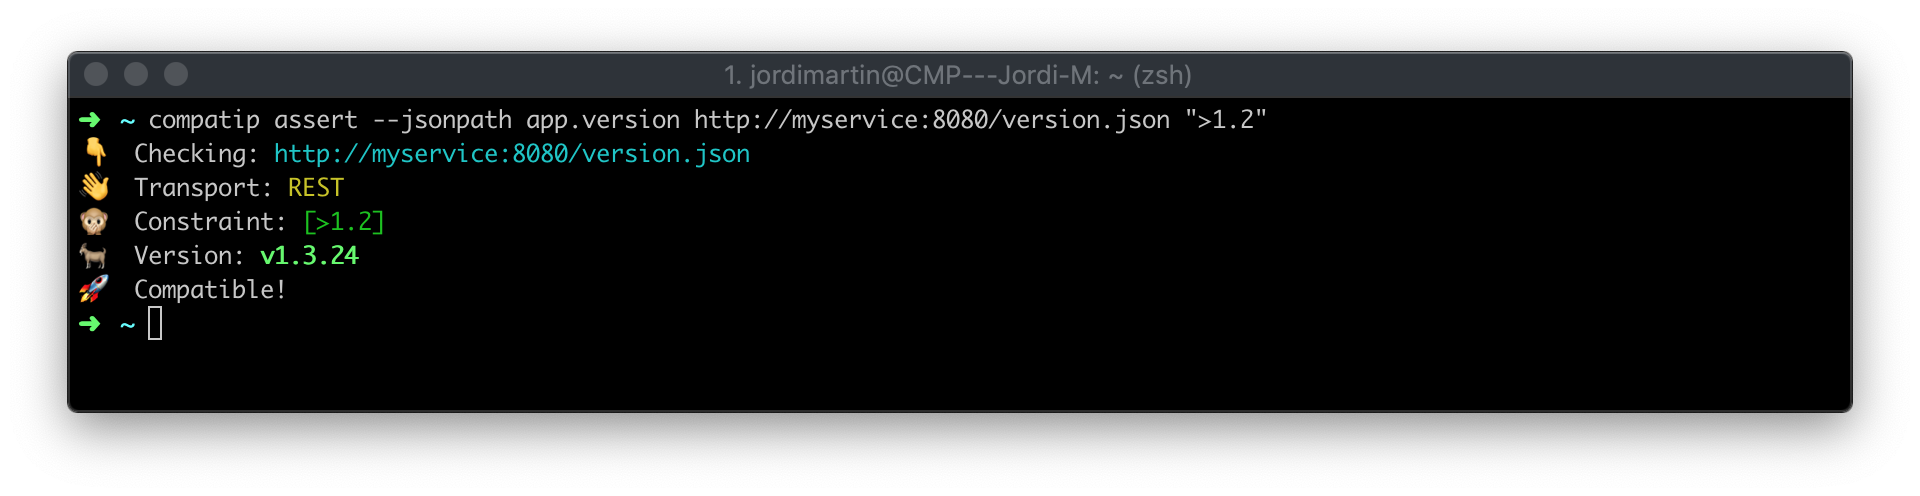 1. jordimartin@CMP---Jordi-M: ~ (zsh)
➜ ~ compatip assert --jsonpath app.version http://myservice:8080/version.json ">1.2"
👇 Checking: http://myservice:8080/version.json
👋 Transport: REST
🙊 Constraint: [>1.2]
🐐 Version: v1.3.24
🚀 Compatible!
➜ ~